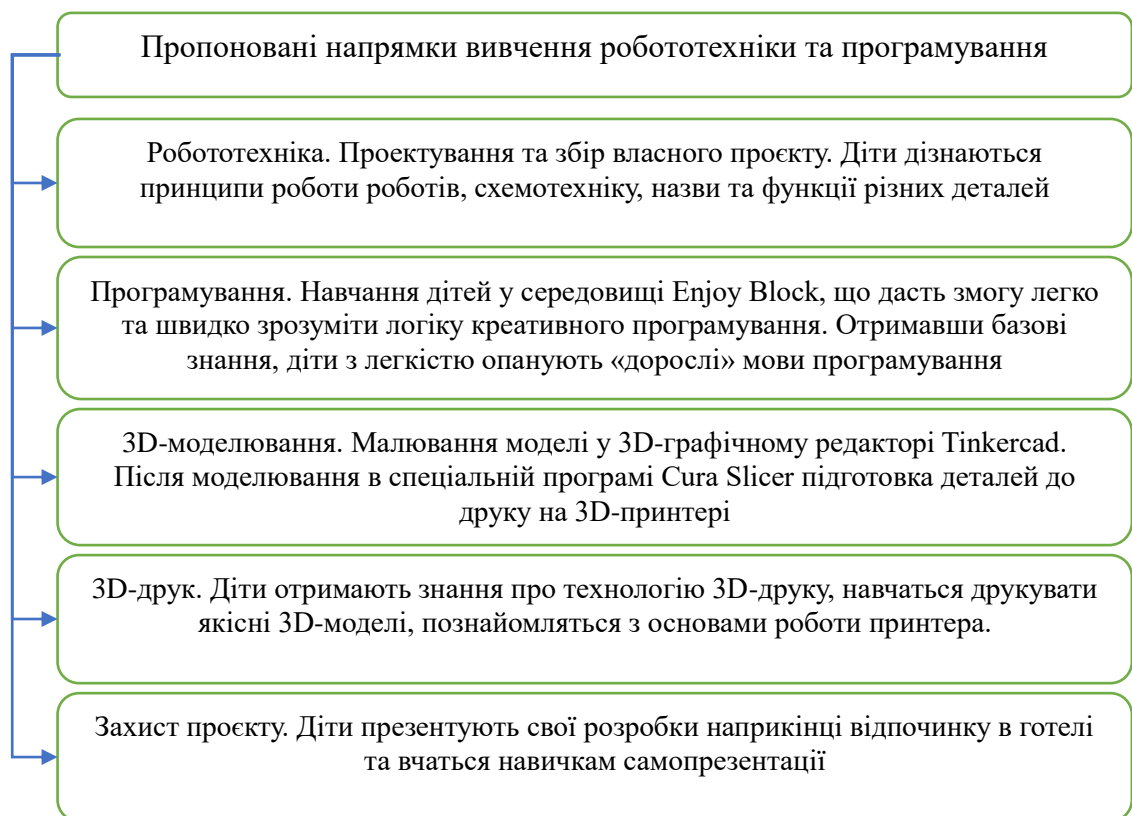 Пропоновані напрямки вивчення робототехніки та програмування
Робототехніка. Проектування та збір власного проєкту. Діти дізнаються
принципи роботи роботів, схемотехніку, назви та функції різних деталей
Програмування. Навчання дітей у середовищі Enjoy Block, що дасть змогу легко
та швидко зрозуміти логіку креативного програмування. Отримавши базові
знання, діти з легкістю опанують «дорослі» мови програмування
3D-моделювання. Малювання моделі у 3D-графічному редакторі Tinkercad.
Після моделювання в спеціальній програмі Cura Slicer підготовка деталей до
друку на 3D-принтері
3D-друк. Діти отримають знання про технологію 3D-друку, навчаться друкувати
якісні 3D-моделі, познайомляться з основами роботи принтера.
Захист проєкту. Діти презентують свої розробки наприкінці відпочинку в готелі
та вчаться навичкам самопрезентації